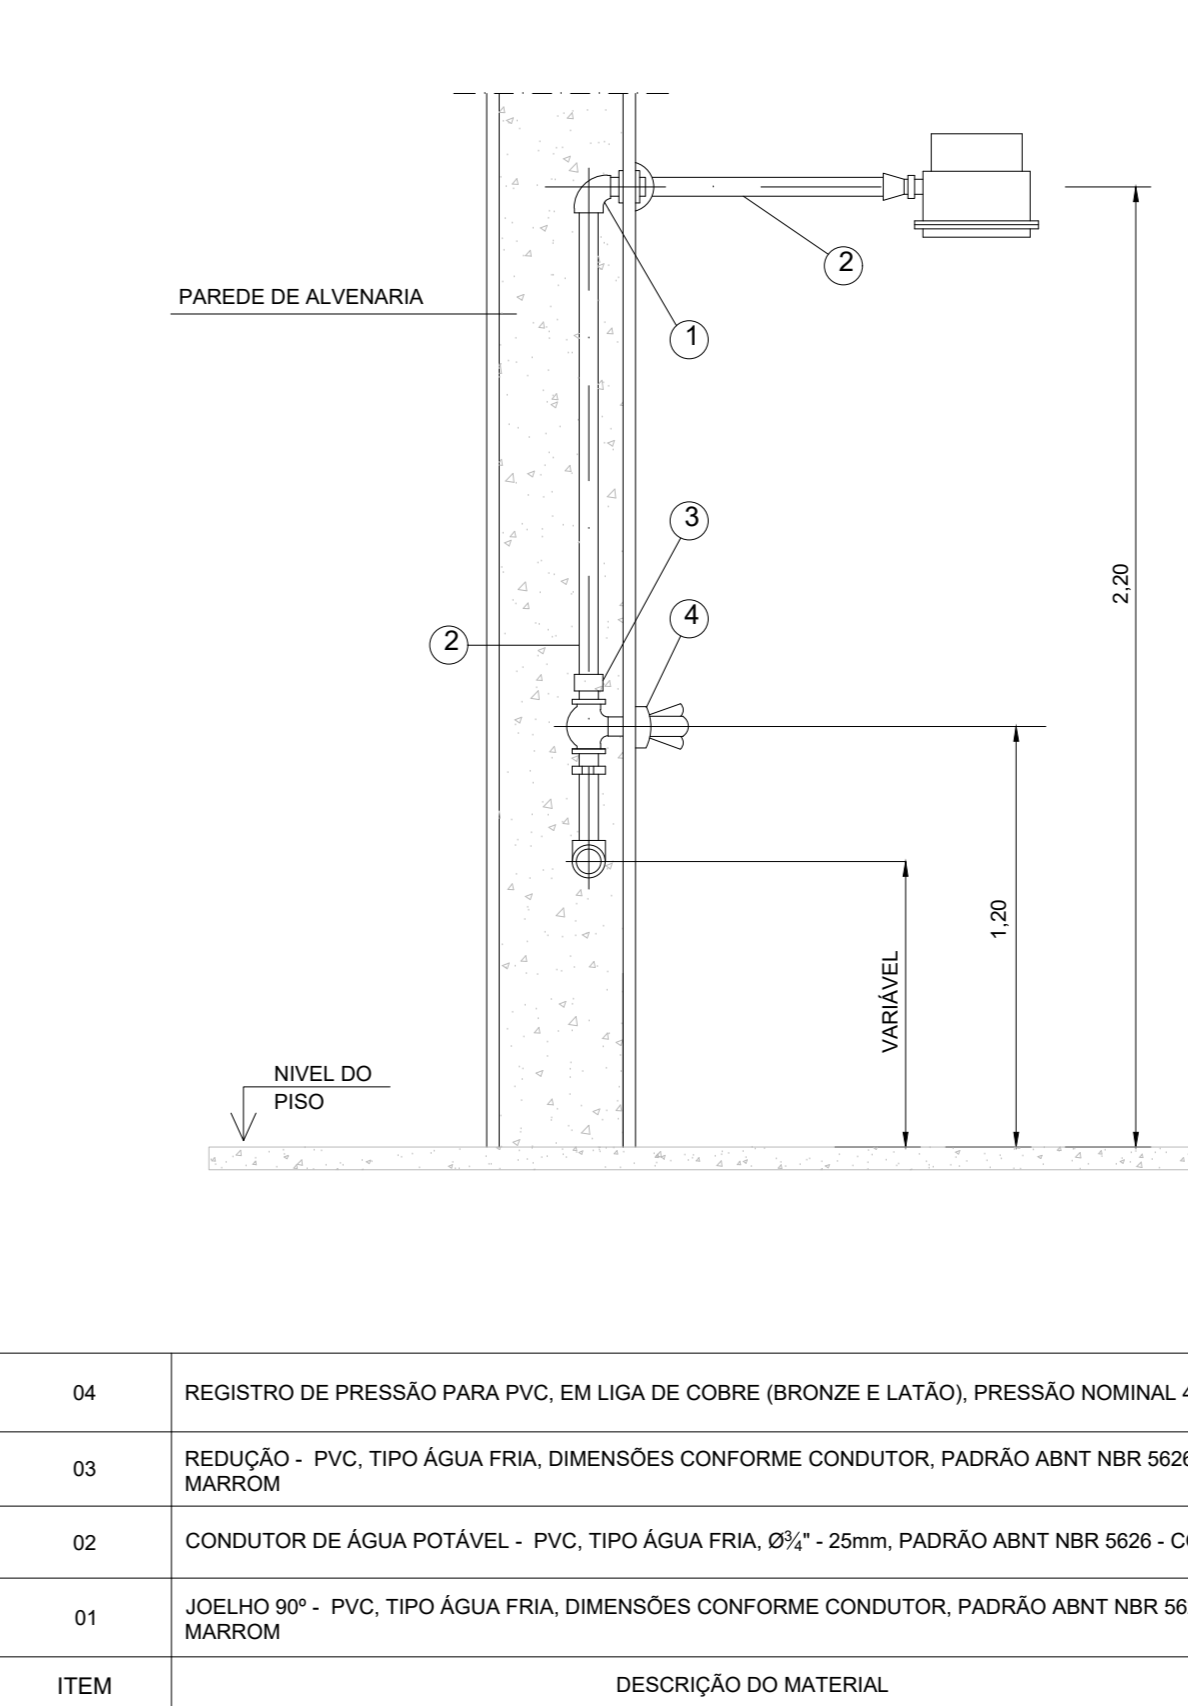 2
PAREDE DE ALVENARIA
1
3
2,20
4
2
1,20
VARIÁVEL
NIVEL DO
PISO
04
REGISTRO DE PRESSÃO PARA PVC, EM LIGA DE COBRE (BRONZE E LATÃO), PRESSÃO NOMINAL
03
REDUÇÃO - PVC, TIPO ÁGUA FRIA, DIMENSÕES CONFORME CONDUTOR, PADRÃO ABNT NBR 5626
MARROM
02
CONDUTOR DE ÁGUA POTÁVEL - PVC, TIPO ÁGUA FRIA, Ø¾" - 25mm, PADRÃO ABNT NBR 5626 -
01
JOELHO 90º - PVC, TIPO ÁGUA FRIA, DIMENSÕES CONFORME CONDUTOR, PADRÃO ABNT NBR
MARROM
ITEM
DESCRIÇÃO DO MATERIAL